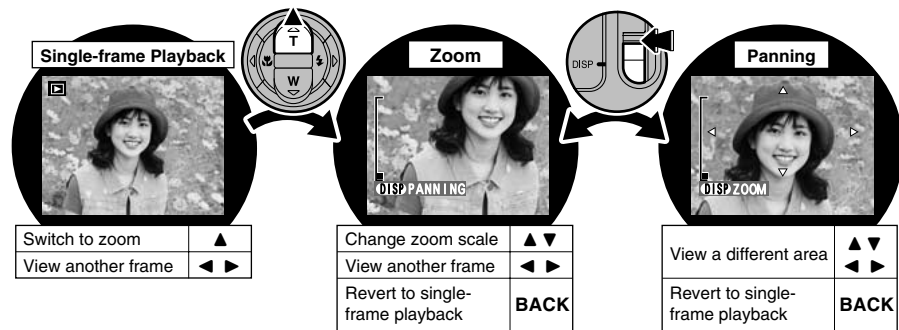 Single-frame Playback
T
W
Zoom
DISP
Panning
DISP PANNING
DISP ZOOM
Switch to zoom ▲
View another frame ◀ ▶
Change zoom scale ▲ ▼
View another frame ◀ ▶
Revert to single-
frame playback BACK
View a different area ▲ ▼
◀ ▶
Revert to single-
frame playback BACK